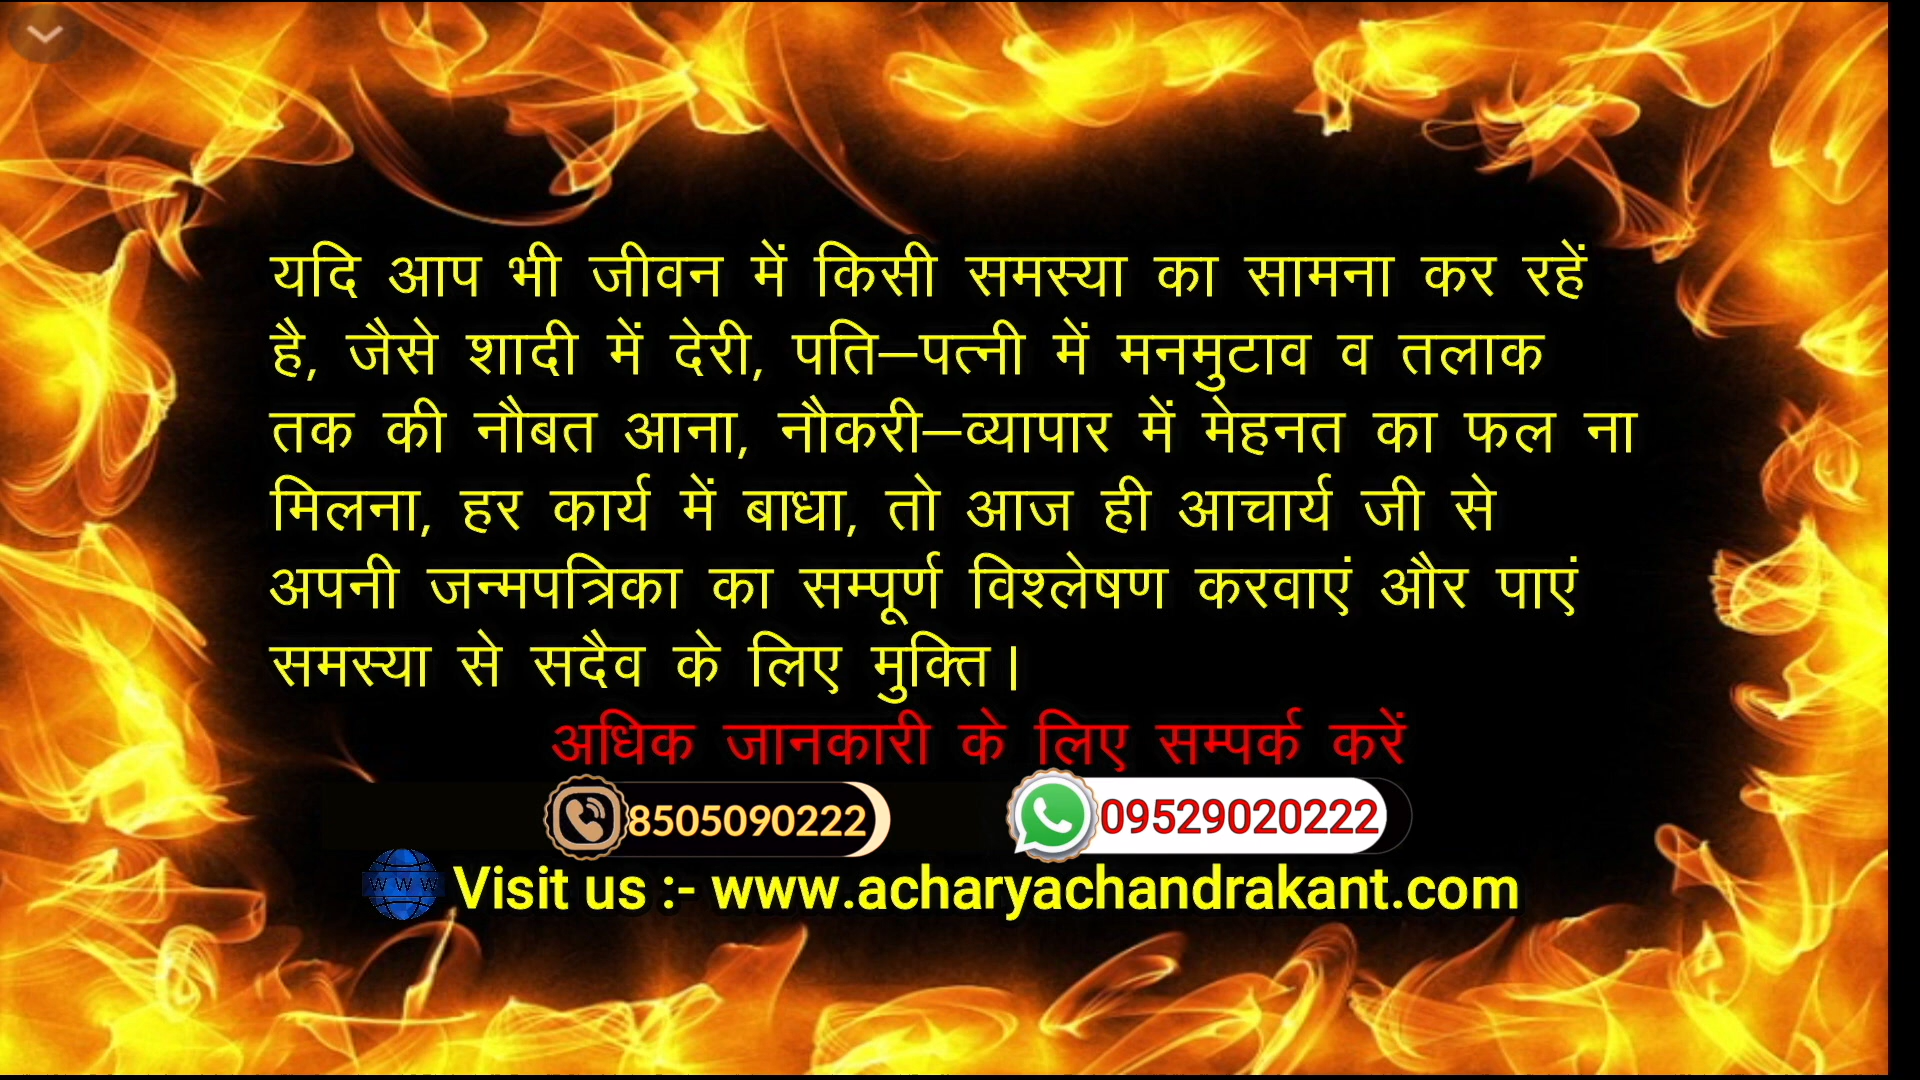 यदि आप भी जीवन में किसी समस्या का सामना कर रहें
है, जैसे शादी में देरी, पति–पत्नी में मनमुटाव व तलाक
तक की नौबत आना, नौकरी–व्यापार में मेहनत का फल ना
मिलना, हर कार्य में बाधा, तो आज ही आचार्य जी से
अपनी जन्मपत्रिका का सम्पूर्ण विश्लेषण करवाएं और पाएं
समस्या से सदैव के लिए मुक्ति।
अधिक जानकारी के लिए सम्पर्क करें
8505090222 09529020222
W W W Visit us :- www.acharyachandrakant.com